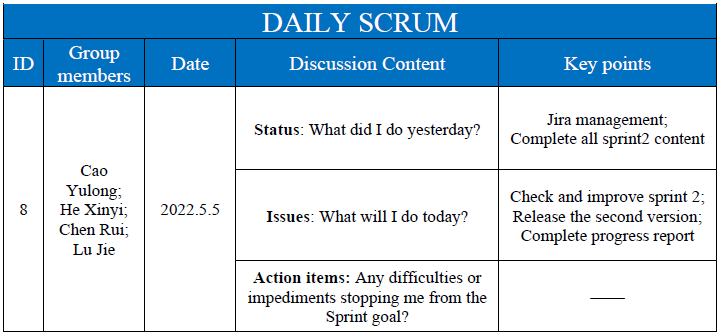 DAILY SCRUM
ID
Group
members
Date
Discussion Content
Key points
8
Cao
Yulong;
He Xinyi;
Chen Rui;
Lu Jie
2022.5.5
Status: What did I do yesterday?
Jira management;
Complete all sprint2 content
Issues: What will I do today?
Check and improve sprint 2;
Release the second version;
Complete progress report
Action items: Any difficulties or
impediments stopping me from the
Sprint goal?
——